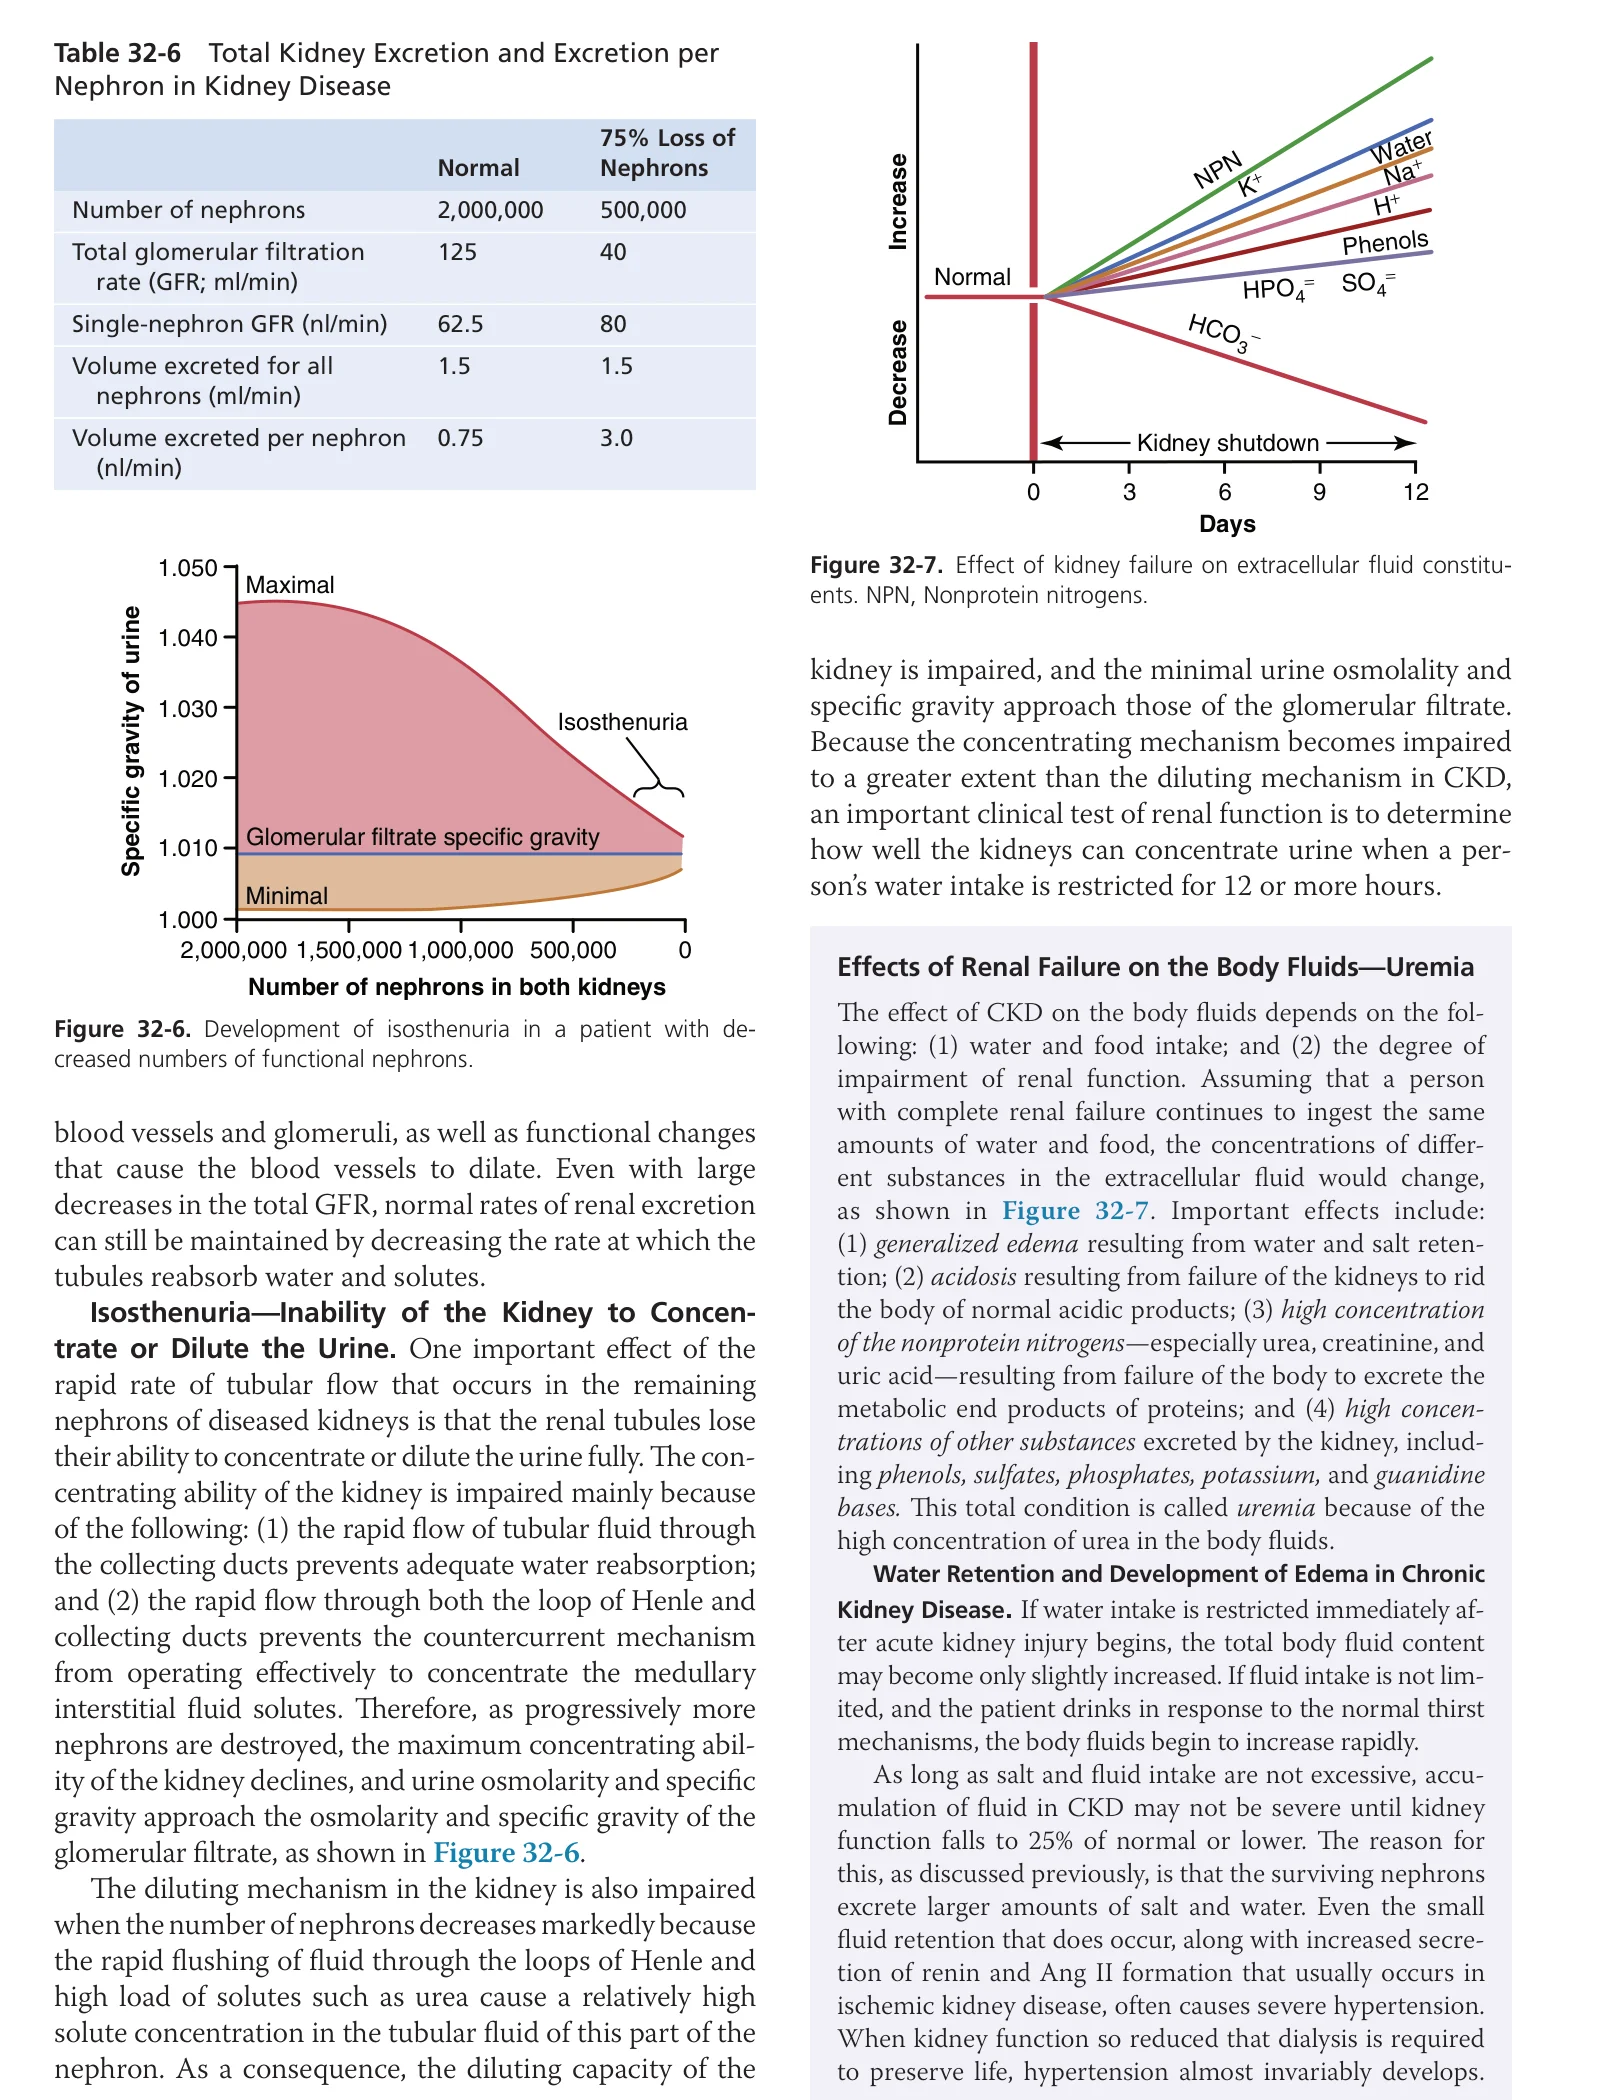 Table 32-6 Total Kidney Excretion and Excretion per
Nephron in Kidney Disease
Normal
75% Loss of
Nephrons
Number of nephrons 2,000,000 500,000
Total glomerular filtration 125 40
rate (GFR; ml/min)
Single-nephron GFR (nl/min) 62.5 80
Volume excreted for all 1.5 1.5
nephrons (ml/min)
Volume excreted per nephron 0.75 3.0
(nl/min)
Specific gravity of urine
1.050
1.040
1.030
1.020
1.010
1.000
Maximal
Isosthenuria
Glomerular filtrate specific gravity
Minimal
2,000,000 1,500,000 1,000,000 500,000 0
Number of nephrons in both kidneys
Figure 32-6. Development of isosthenuria in a patient with de-
creased numbers of functional nephrons.
blood vessels and glomeruli, as well as functional changes
that cause the blood vessels to dilate. Even with large
decreases in the total GFR, normal rates of renal excretion
can still be maintained by decreasing the rate at which the
tubules reabsorb water and solutes.
Isosthenuria—Inability of the Kidney to Concen-
trate or Dilute the Urine. One important effect of the
rapid rate of tubular flow that occurs in the remaining
nephrons of diseased kidneys is that the renal tubules lose
their ability to concentrate or dilute the urine fully. The con-
centrating ability of the kidney is impaired mainly because
of the following: (1) the rapid flow of tubular fluid through
the collecting ducts prevents adequate water reabsorption;
and (2) the rapid flow through both the loop of Henle and
collecting ducts prevents the countercurrent mechanism
from operating effectively to concentrate the medullary
interstitial fluid solutes. Therefore, as progressively more
nephrons are destroyed, the maximum concentrating abil-
ity of the kidney declines, and urine osmolarity and specific
gravity approach the osmolarity and specific gravity of the
glomerular filtrate, as shown in Figure 32-6.
The diluting mechanism in the kidney is also impaired
when the number of nephrons decreases markedly because
the rapid flushing of fluid through the loops of Henle and
high load of solutes such as urea cause a relatively high
solute concentration in the tubular fluid of this part of the
nephron. As a consequence, the diluting capacity of the
Increase
Decrease
Normal
NPN
K⁺
Water
Na⁺
H⁺
Phenols
HPO₄⁼ SO₄⁼
HCO₃⁻
Kidney shutdown
0 3 6 9 12
Days
Figure 32-7. Effect of kidney failure on extracellular fluid constitu-
ents. NPN, Nonprotein nitrogens.
kidney is impaired, and the minimal urine osmolality and
specific gravity approach those of the glomerular filtrate.
Because the concentrating mechanism becomes impaired
to a greater extent than the diluting mechanism in CKD,
an important clinical test of renal function is to determine
how well the kidneys can concentrate urine when a per-
son’s water intake is restricted for 12 or more hours.
Effects of Renal Failure on the Body Fluids—Uremia
The effect of CKD on the body fluids depends on the fol-
lowing: (1) water and food intake; and (2) the degree of
impairment of renal function. Assuming that a person
with complete renal failure continues to ingest the same
amounts of water and food, the concentrations of differ-
ent substances in the extracellular fluid would change,
as shown in Figure 32-7. Important effects include:
(1) generalized edema resulting from water and salt reten-
tion; (2) acidosis resulting from failure of the kidneys to rid
the body of normal acidic products; (3) high concentration
of the nonprotein nitrogens—especially urea, creatinine, and
uric acid—resulting from failure of the body to excrete the
metabolic end products of proteins; and (4) high concen-
trations of other substances excreted by the kidney, includ-
ing phenols, sulfates, phosphates, potassium, and guanidine
bases. This total condition is called uremia because of the
high concentration of urea in the body fluids.
Water Retention and Development of Edema in Chronic
Kidney Disease. If water intake is restricted immediately af-
ter acute kidney injury begins, the total body fluid content
may become only slightly increased. If fluid intake is not lim-
ited, and the patient drinks in response to the normal thirst
mechanisms, the body fluids begin to increase rapidly.
As long as salt and fluid intake are not excessive, accu-
mulation of fluid in CKD may not be severe until kidney
function falls to 25% of normal or lower. The reason for
this, as discussed previously, is that the surviving nephrons
excrete larger amounts of salt and water. Even the small
fluid retention that does occur, along with increased secre-
tion of renin and Ang II formation that usually occurs in
ischemic kidney disease, often causes severe hypertension.
When kidney function so reduced that dialysis is required
to preserve life, hypertension almost invariably develops.